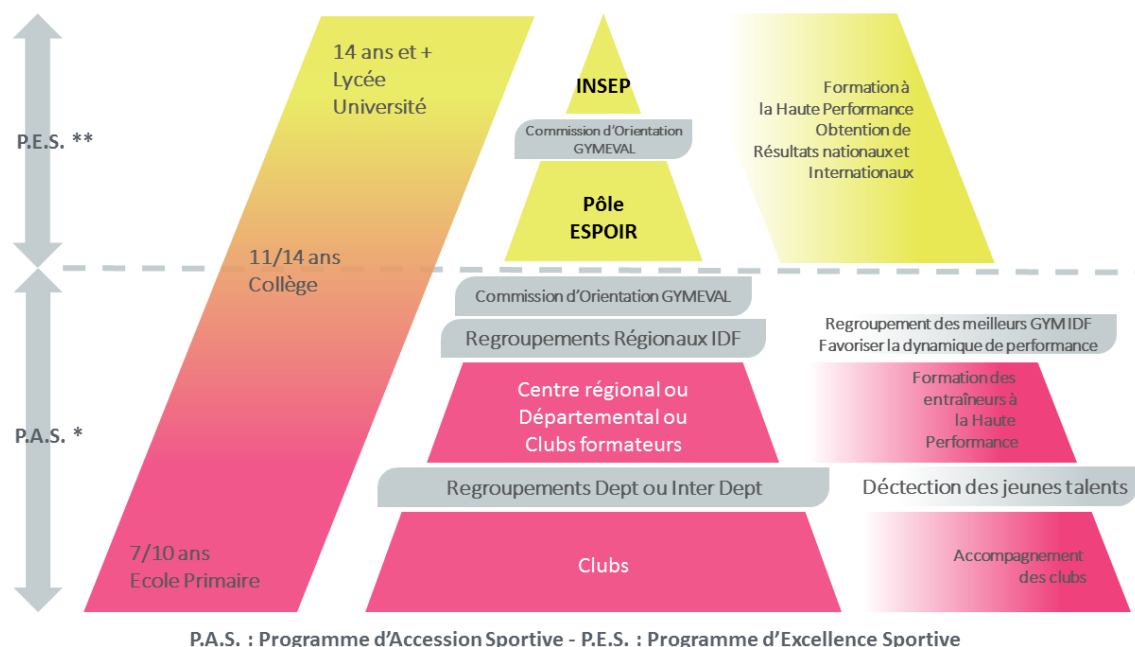 P.E.S. **
P.A.S. *
14 ans et +
Lycée
Université
11/14 ans
Collège
7/10 ans
Ecole Primaire
INSEP
Commission d’Orientation
GYMEVAL
Pôle
ESPOIR
Commission d’Orientation GYMEVAL
Regroupements Régionaux IDF
Centre régional ou
Départemental ou
Clubs formateurs
Regroupements Dept ou Inter Dept
Clubs
Formation à
la Haute Performance
Obtention de
Résultats nationaux et
Internationaux
Regroupement des meilleurs GYM IDF
Favoriser la dynamique de performance
Formation des
entraîneurs à
la Haute
Performance
Déctection des jeunes talents
Accompagnement
des clubs
P.A.S. : Programme d’Accession Sportive - P.E.S. : Programme d’Excellence Sportive